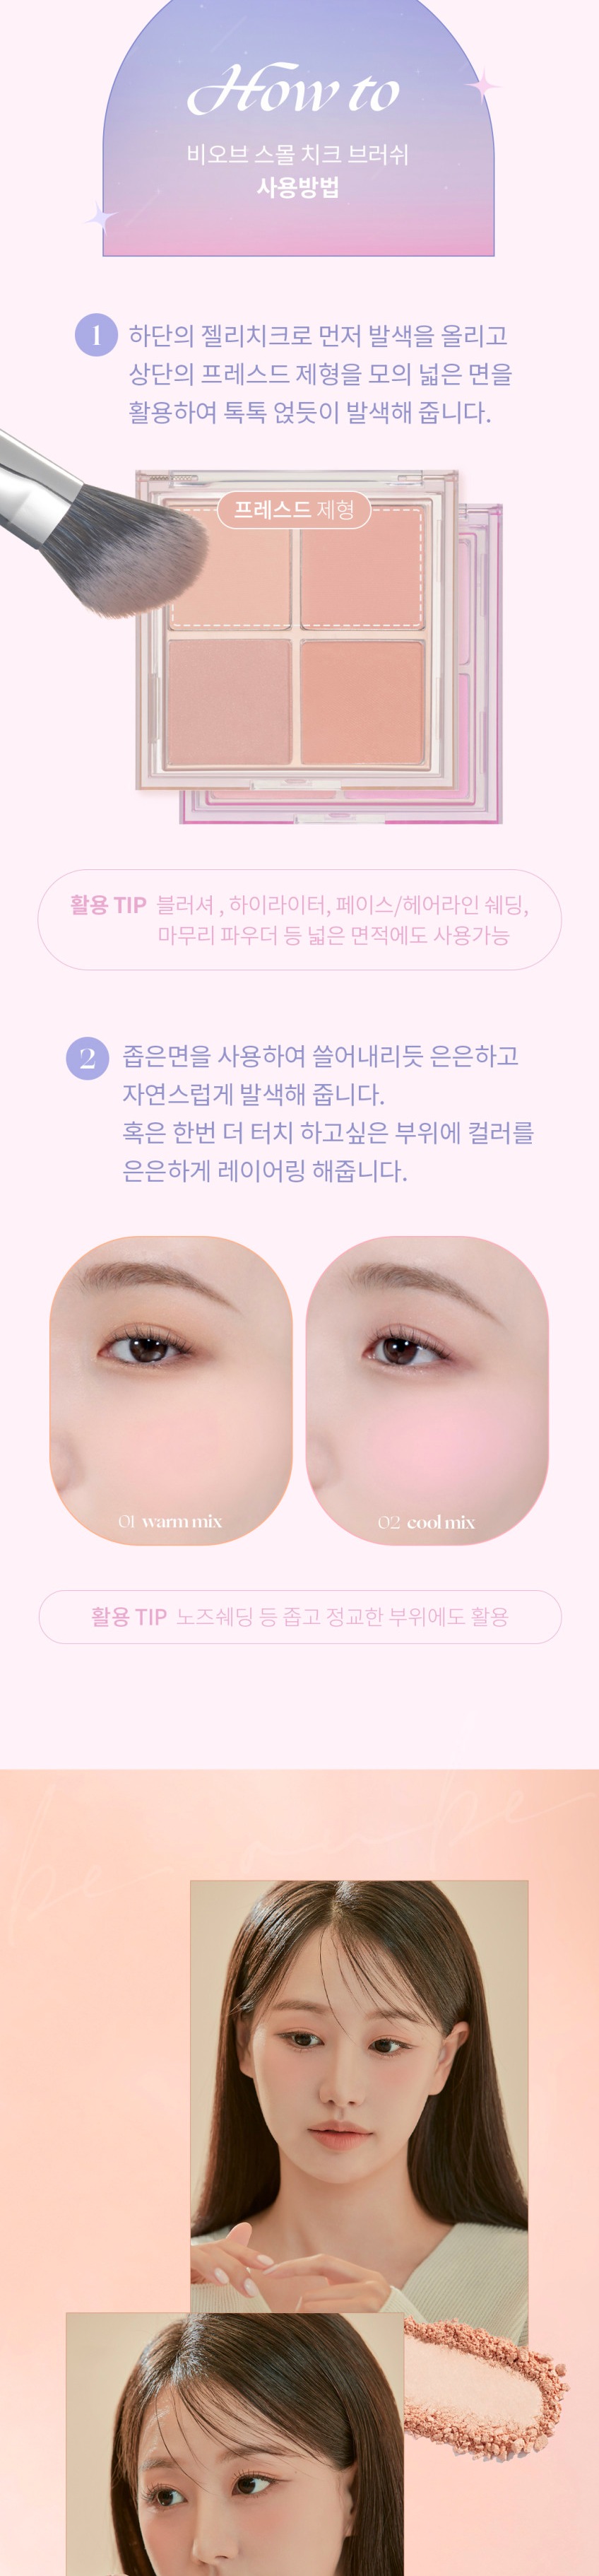 How to
비오브 스몰 치크 브러쉬
사용방법
1 하단의 젤리치크로 먼저 발색을 올리고
상단의 프레스드 제형을 모의 넓은 면을
활용하여 톡톡 얹듯이 발색해 줍니다.
프레스드 제형
활용 TIP 블러셔 , 하이라이터, 페이스/헤어라인 쉐딩,
마무리 파우더 등 넓은 면적에도 사용가능
2 좁은면을 사용하여 쓸어내리듯 은은하고
자연스럽게 발색해 줍니다.
혹은 한번 더 터치 하고싶은 부위에 컬러를
은은하게 레이어링 해줍니다.
01 warm mix
02 cool mix
활용 TIP 노즈쉐딩 등 좁고 정교한 부위에도 활용